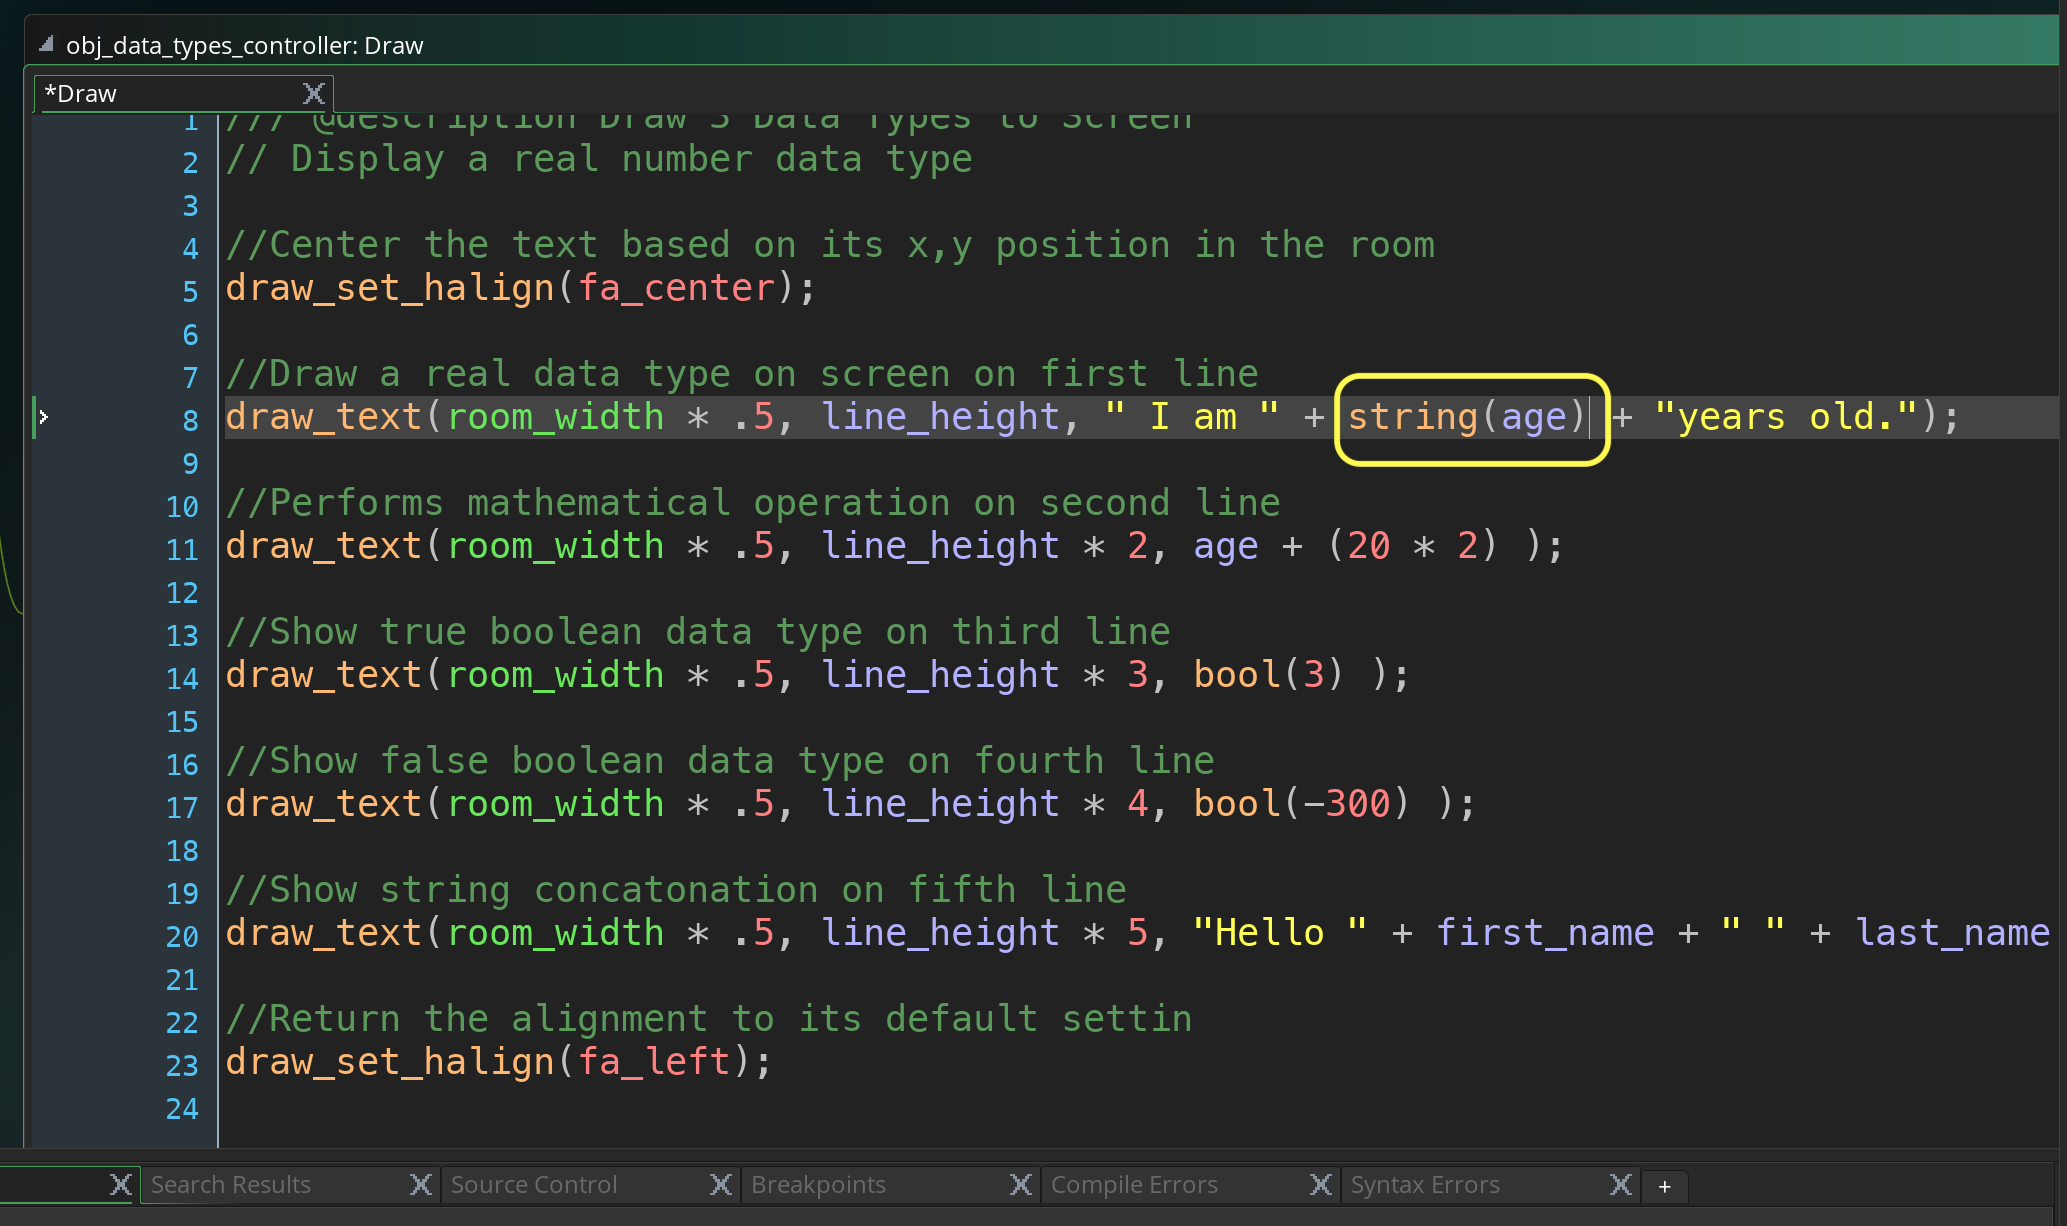 obj_data_types_controller: Draw
*Draw
1 /// @description Draw 3 Data Types to Screen
2 // Display a real number data type
3
4 //Center the text based on its x,y position in the room
5 draw_set_halign(fa_center);
6
7 //Draw a real data type on screen on first line
8 draw_text(room_width * .5, line_height, " I am " + string(age) + "years old.");
9
10 //Performs mathematical operation on second line
11 draw_text(room_width * .5, line_height * 2, age + (20 * 2) );
12
13 //Show true boolean data type on third line
14 draw_text(room_width * .5, line_height * 3, bool(3) );
15
16 //Show false boolean data type on fourth line
17 draw_text(room_width * .5, line_height * 4, bool(-300) );
18
19 //Show string concatonation on fifth line
20 draw_text(room_width * .5, line_height * 5, "Hello " + first_name + " " + last_name
21
22 //Return the alignment to its default settin
23 draw_set_halign(fa_left);
24
Search Results Source Control Breakpoints Compile Errors Syntax Errors +